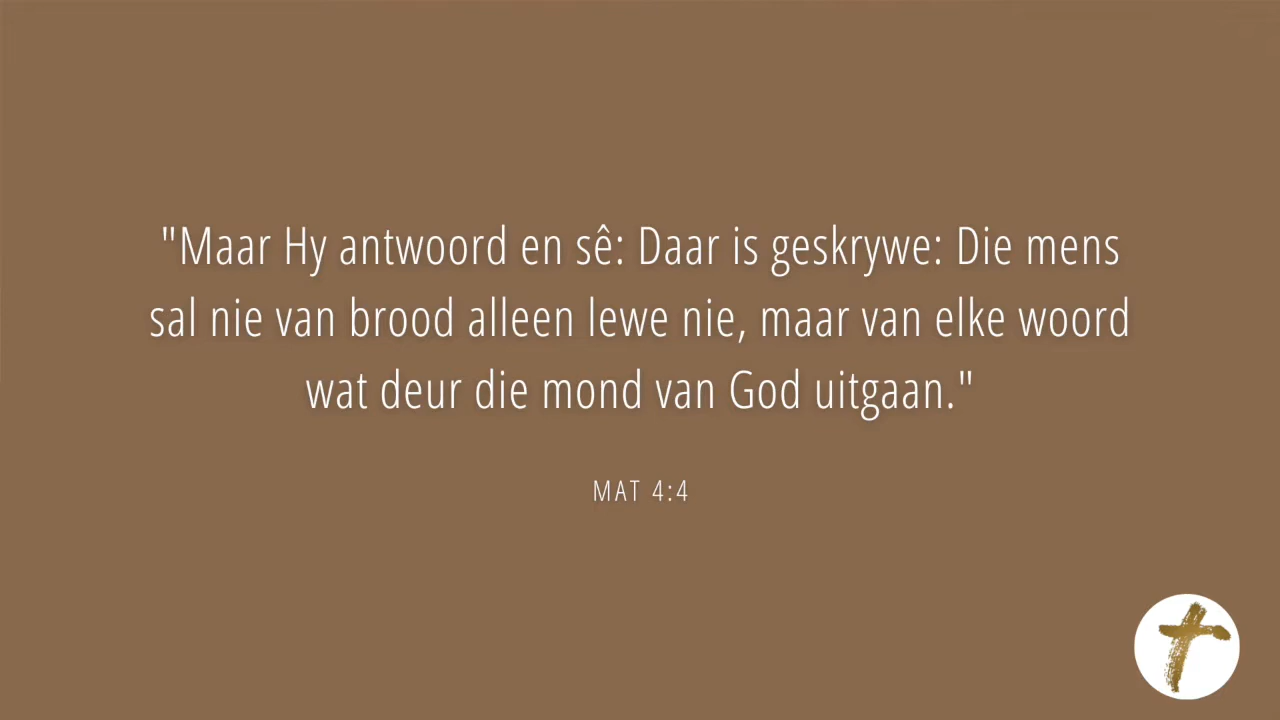 "Maar Hy antwoord en sê: Daar is geskrywe: Die mens
sal nie van brood alleen lewe nie, maar van elke woord
wat deur die mond van God uitgaan."
MAT 4:4